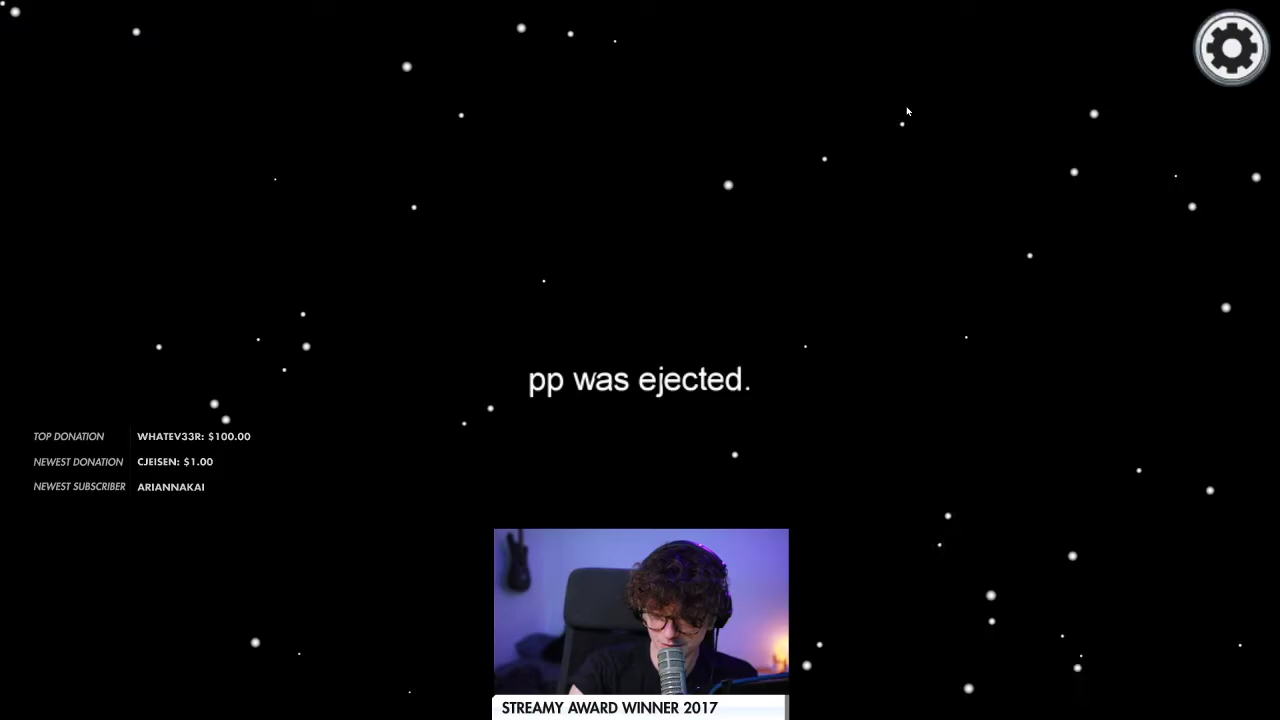 pp was ejected.
TOP DONATION WHATEV33R: $100.00
NEWEST DONATION CJEISEN: $1.00
NEWEST SUBSCRIBER ARIANNAKAI
STREAMY AWARD WINNER 2017